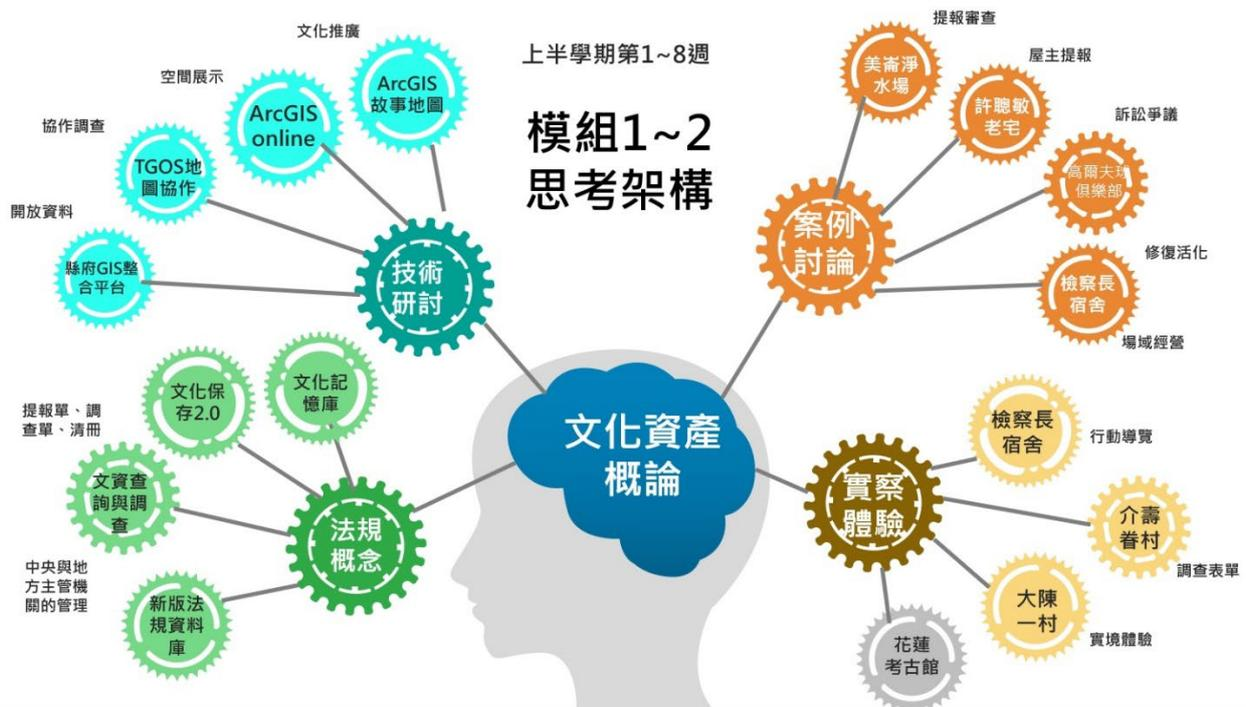 上半學期第1~8週
模組1~2
思考架構
文化資產
概論
技術
研討
文化推廣
ArcGIS
故事地圖
空間展示
ArcGIS
online
協作調查
TGOS地
圖協作
開放資料
縣府GIS整
合平台
法規
概念
文化記
憶庫
文化保
存2.0
提報單、調
查單、清冊
文資查
詢與調
查
中央與地
方主管機
關的管理
新版法
規資料
庫
案例
討論
提報審查
美崙淨
水場
屋主提報
許聰敏
老宅
訴訟爭議
高爾夫球
俱樂部
修復活化
檢察長
宿舍
場域經營
實察
體驗
檢察長
宿舍
行動導覽
介壽
眷村
調查表單
大陳
一村
實境體驗
花蓮
考古館